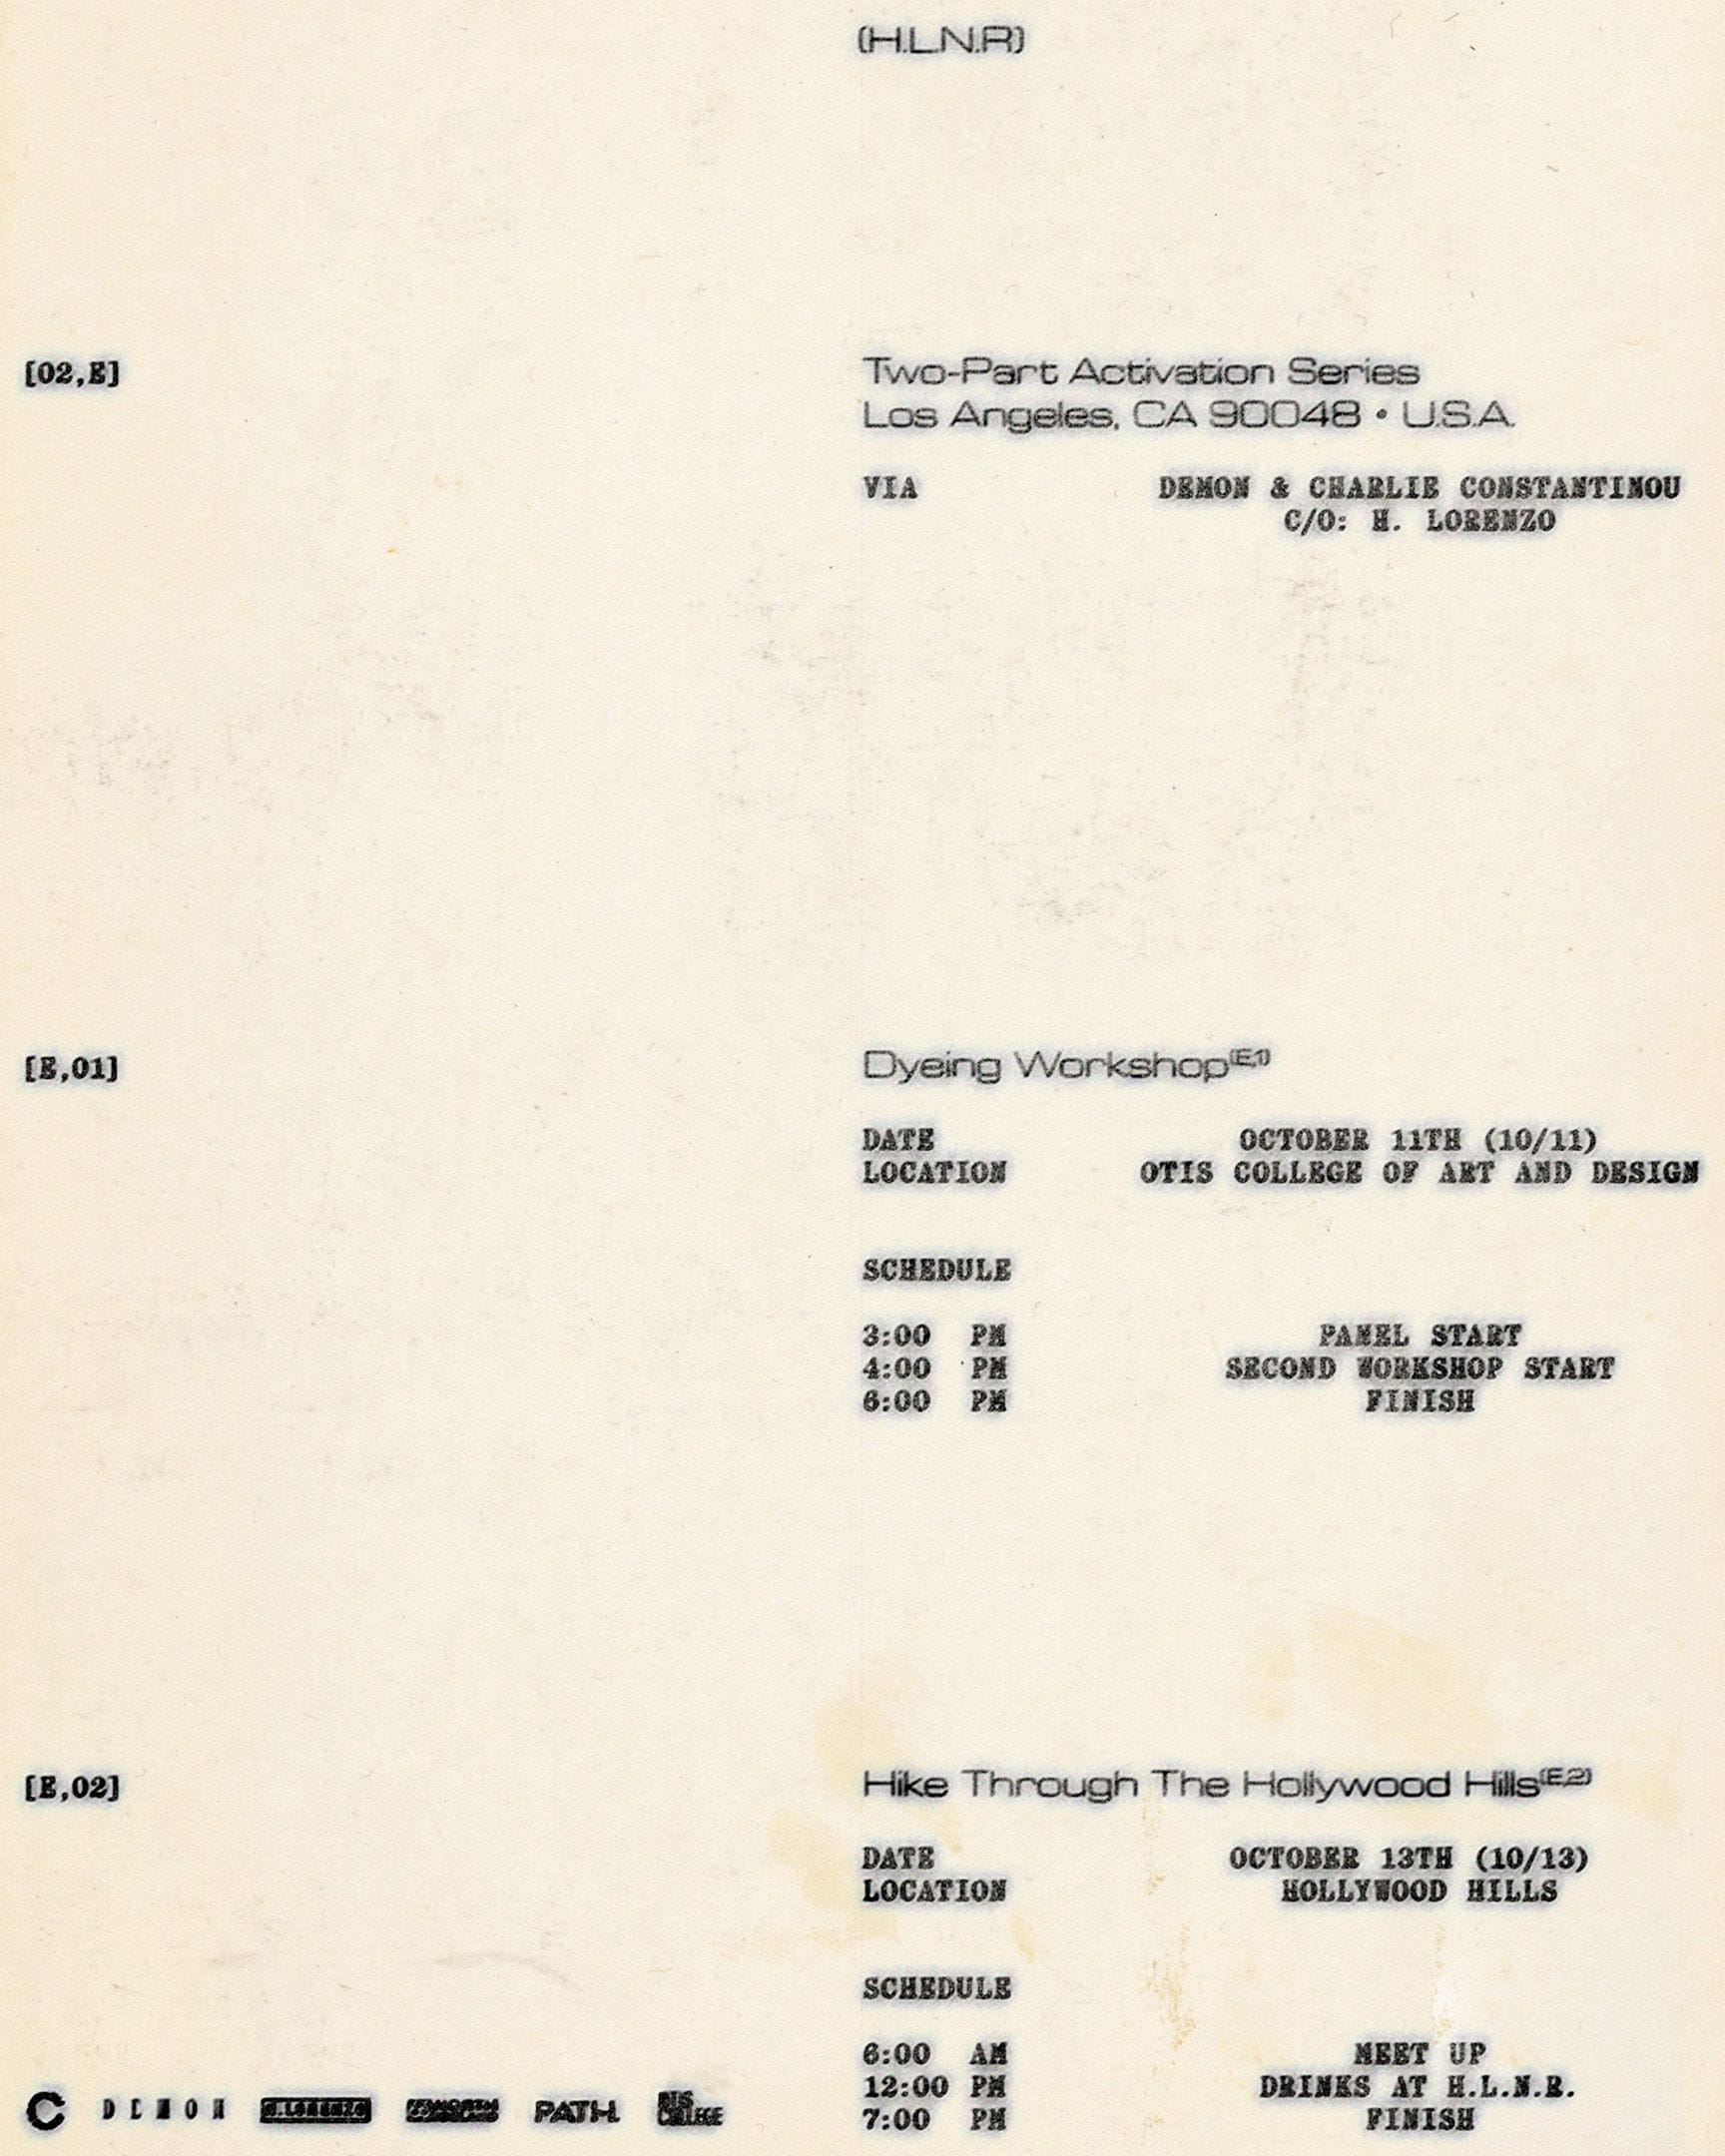 (H.L.N.R)
[02,E]
Two-Part Activation Series
Los Angeles, CA 90048 • U.S.A.
VIA DEMON & CHARLIE CONSTANTINOU
C/O: H. LORENZO
[E,01]
Dyeing Workshop(E,1)
DATE OCTOBER 11TH (10/11)
LOCATION OTIS COLLEGE OF ART AND DESIGN
SCHEDULE
3:00 PM PANEL START
4:00 PM SECOND WORKSHOP START
6:00 PM FINISH
[E,02]
Hike Through The Hollywood Hills(E,2)
DATE OCTOBER 13TH (10/13)
LOCATION HOLLYWOOD HILLS
SCHEDULE
6:00 AM MEET UP
12:00 PM DRINKS AT H.L.N.R.
7:00 PM FINISH
C DEMON H.LORENZO PATH OTIS COLLEGE